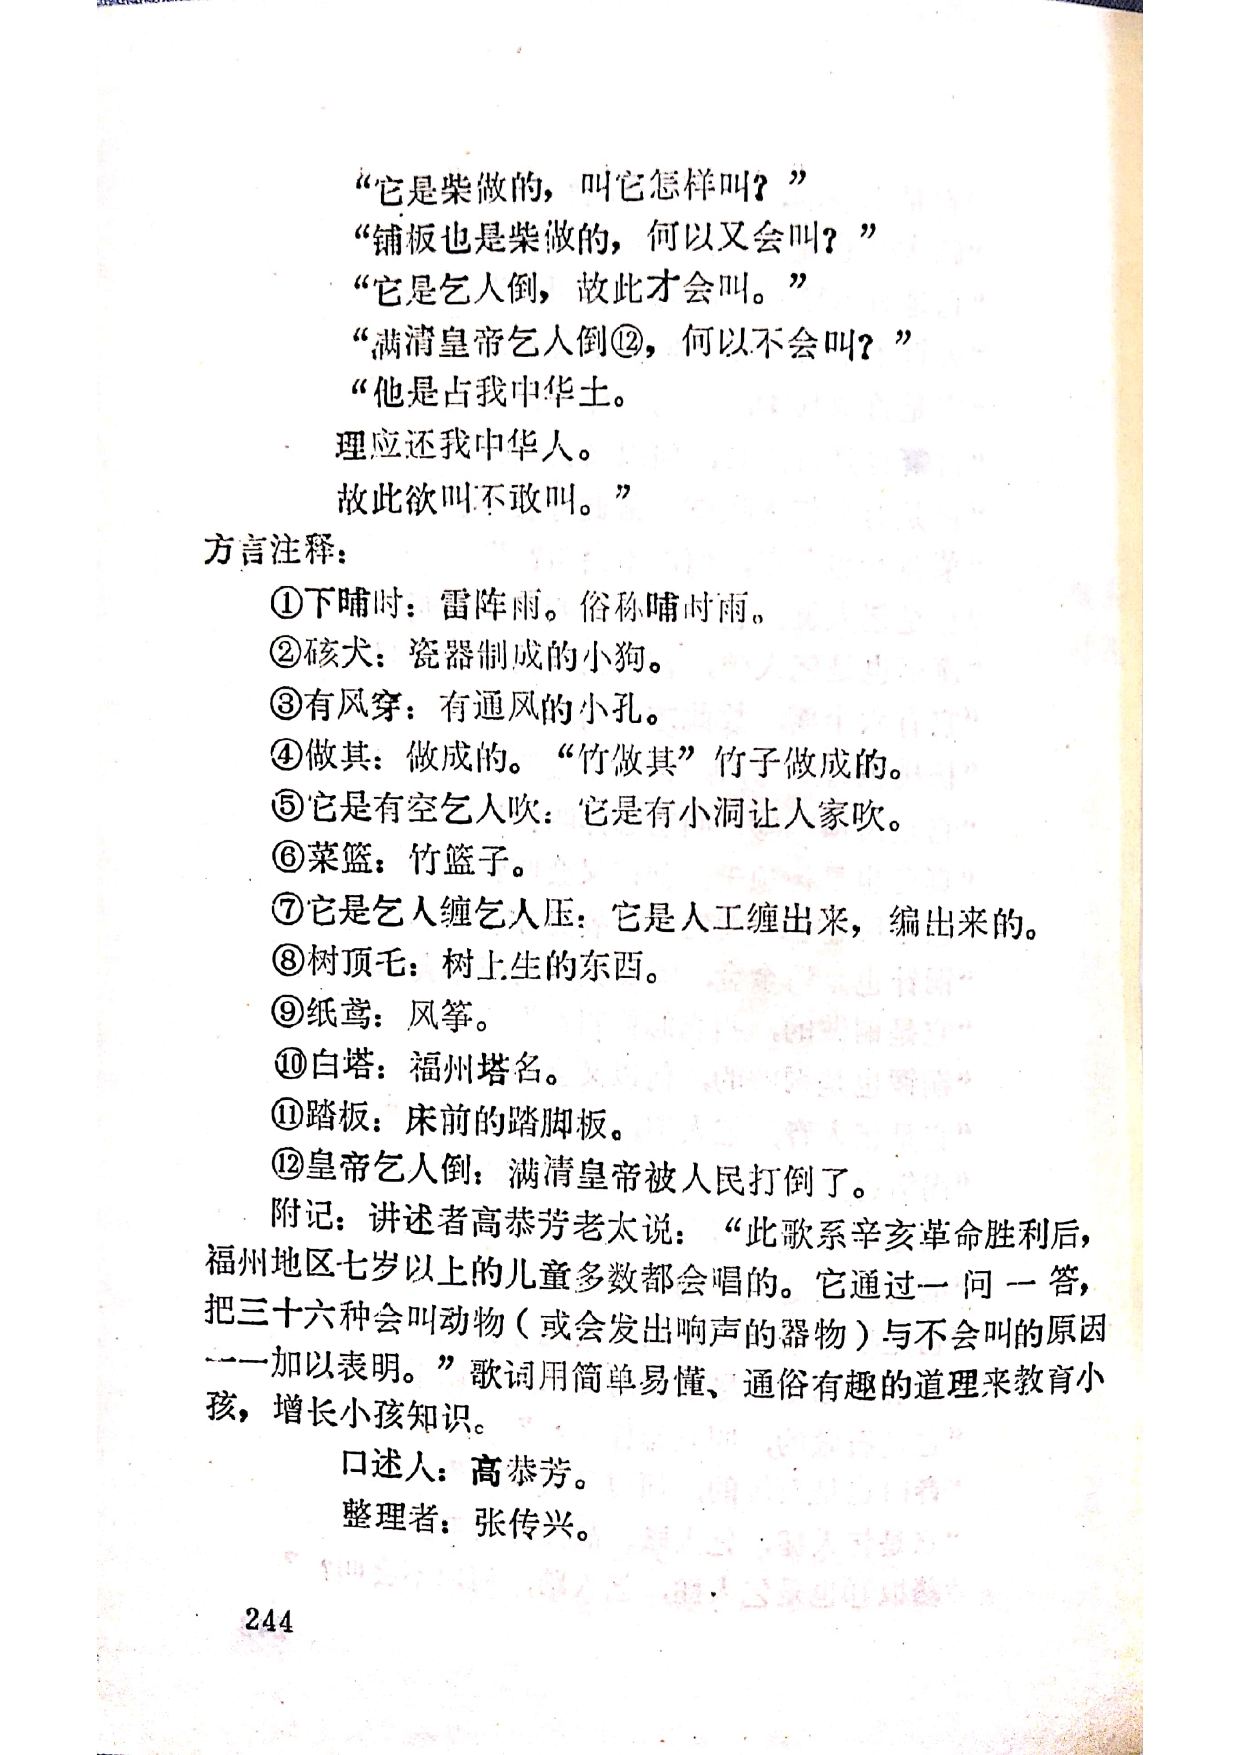 “它是柴做的，叫它怎样叫？”
“铺板也是柴做的，何以又会叫？”
“它是乞人倒，故此才会叫。”
“满清皇帝乞人倒⑫，何以不会叫？”
“他是占我中华土。
理应还我中华人。
故此欲叫不敢叫。”
方言注释：
①下晡时：雷阵雨。俗称晡时雨。
②硋犬：瓷器制成的小狗。
③有风穿：有通风的小孔。
④做其：做成的。“竹做其”竹子做成的。
⑤它是有空乞人吹：它是有小洞让人家吹。
⑥菜篮：竹篮子。
⑦它是乞人缠乞人压：它是人工缠出来，编出来的。
⑧树顶乇：树上生的东西。
⑨纸鸢：风筝。
⑩白塔：福州塔名。
⑪踏板：床前的踏脚板。
⑫皇帝乞人倒：满清皇帝被人民打倒了。
附记：讲述者高恭芳老太说：“此歌系辛亥革命胜利后，
福州地区七岁以上的儿童多数都会唱的。它通过一问一答，
把三十六种会叫动物（或会发出响声的器物）与不会叫的原因
一一加以表明。”歌词用简单易懂、通俗有趣的道理来教育小
孩，增长小孩知识。
口述人：高恭芳。
整理者：张传兴。
244